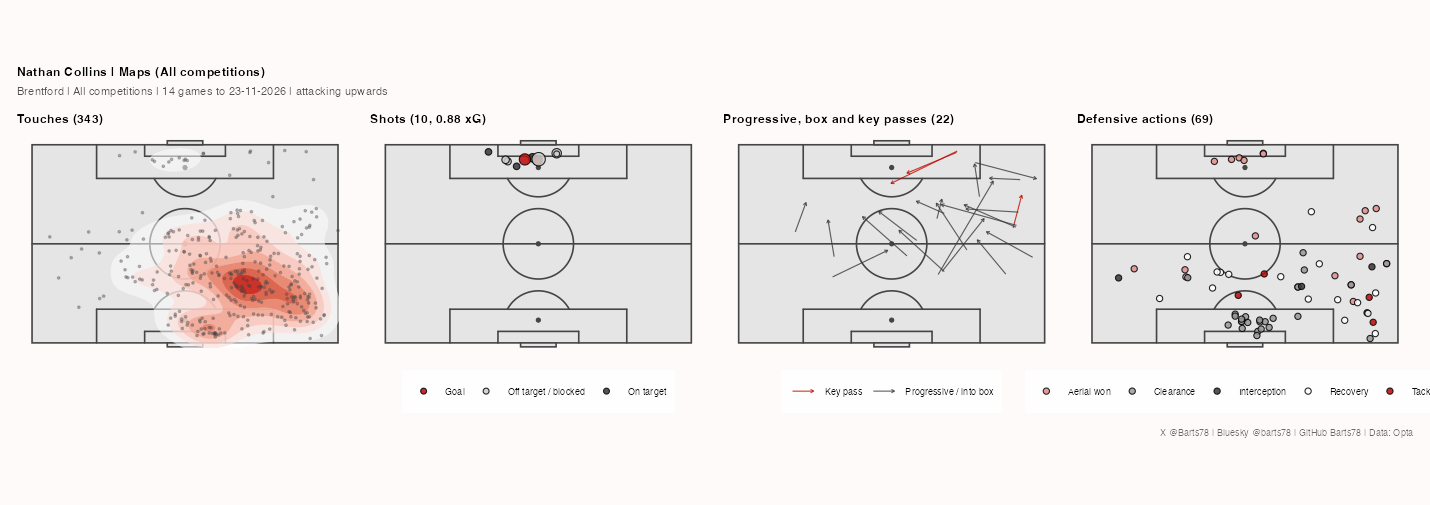 Nathan Collins | Maps (All competitions)
Brentford | All competitions | 14 games to 23-11-2026 | attacking upwards
Touches (343)
Shots (10, 0.88 xG)
Progressive, box and key passes (22)
Defensive actions (69)
Goal
Off target / blocked
On target
Key pass
Progressive / into box
Aerial won
Clearance
Interception
Recovery
Tack
X @Barts78 | Bluesky @barts78 | GitHub Barts78 | Data: Opta